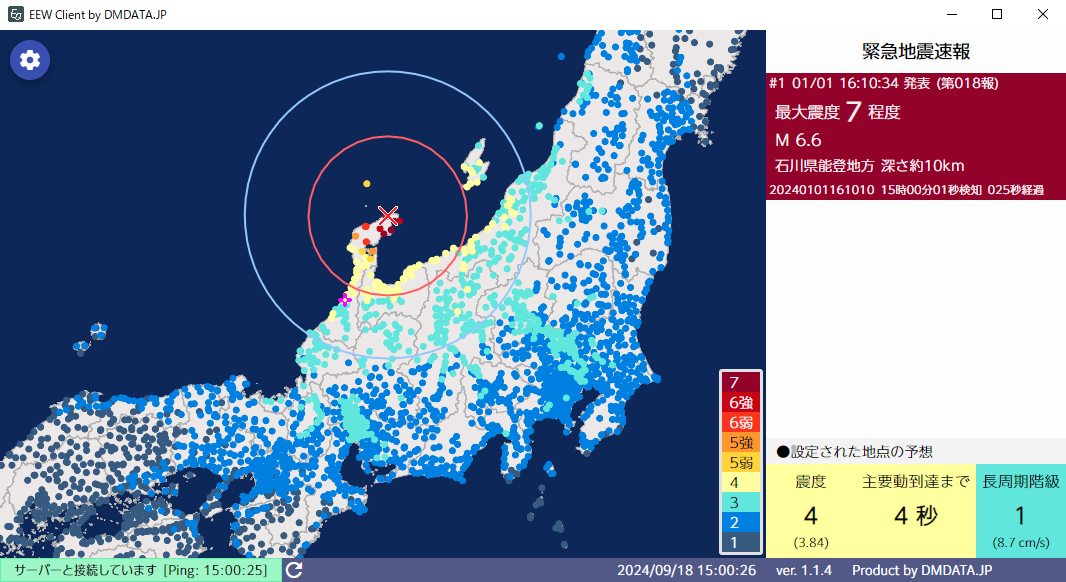 EEW Client by DMDATA.JP
緊急地震速報
#1 01/01 16:10:34 発表 (第018報)
最大震度 7 程度
M 6.6
石川県能登地方 深さ約10km
20240101161010 15時00分01秒検知 025秒経過
7
6強
6弱
5強
5弱
4
3
2
1
●設定された地点の予想
震度 主要動到達まで 長周期階級
4 4 秒 1
(3.84) (8.7 cm/s)
サーバーと接続しています [Ping: 15:00:25]
2024/09/18 15:00:26 ver. 1.1.4 Product by DMDATA.JP